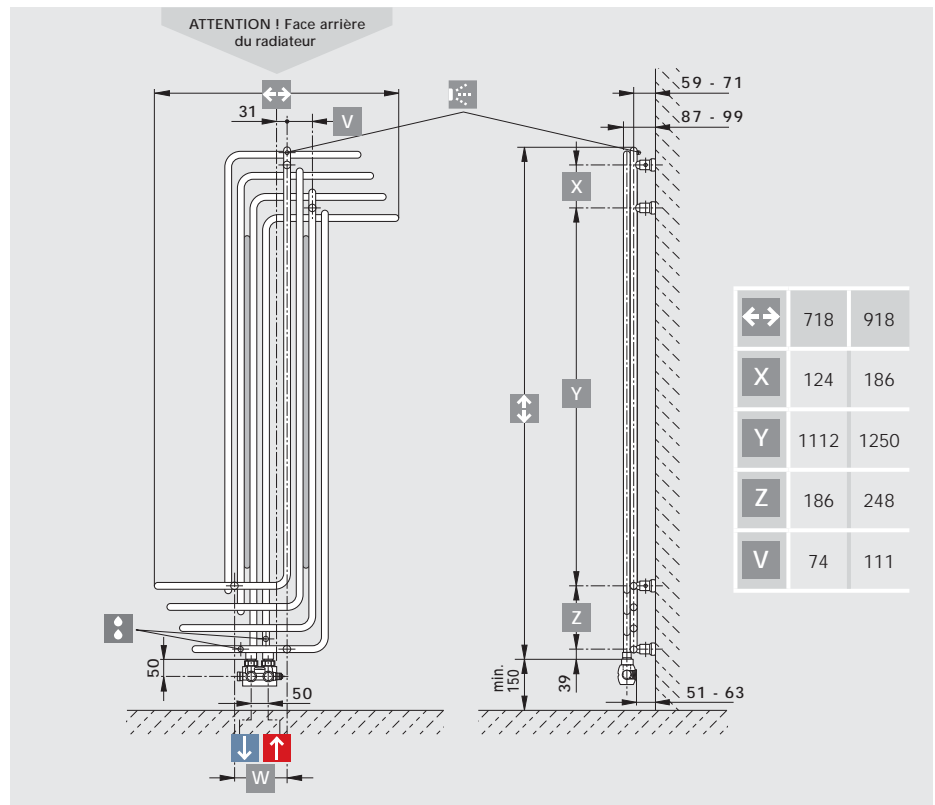 ATTENTION ! Face arrière
du radiateur
31
V
59 - 71
87 - 99
X
Y
Z
50
50
W
min.
150
39
51 - 63
718 918
X 124 186
Y 1112 1250
Z 186 248
V 74 111